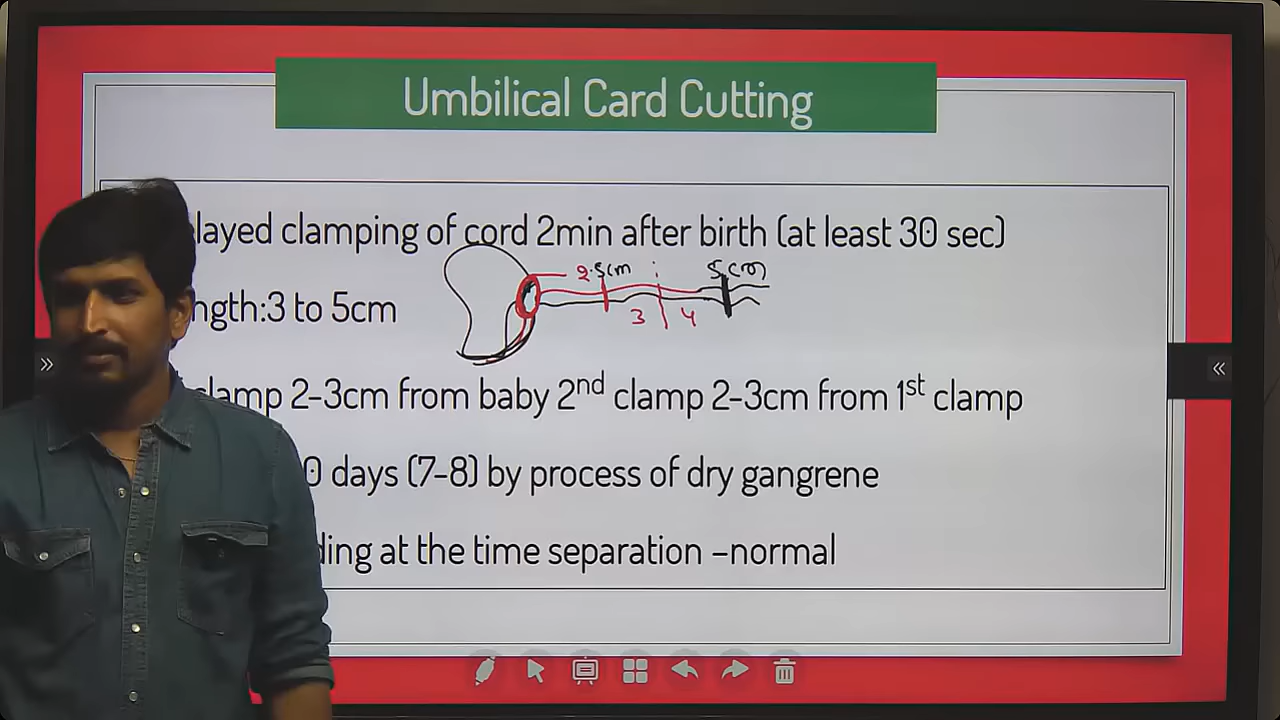 Umbilical Card Cutting
layed clamping of cord 2min after birth (at least 30 sec)
2.5cm 5cm
ngth:3 to 5cm
3 4
clamp 2-3cm from baby 2nd clamp 2-3cm from 1st clamp
0 days (7-8) by process of dry gangrene
ding at the time separation -normal